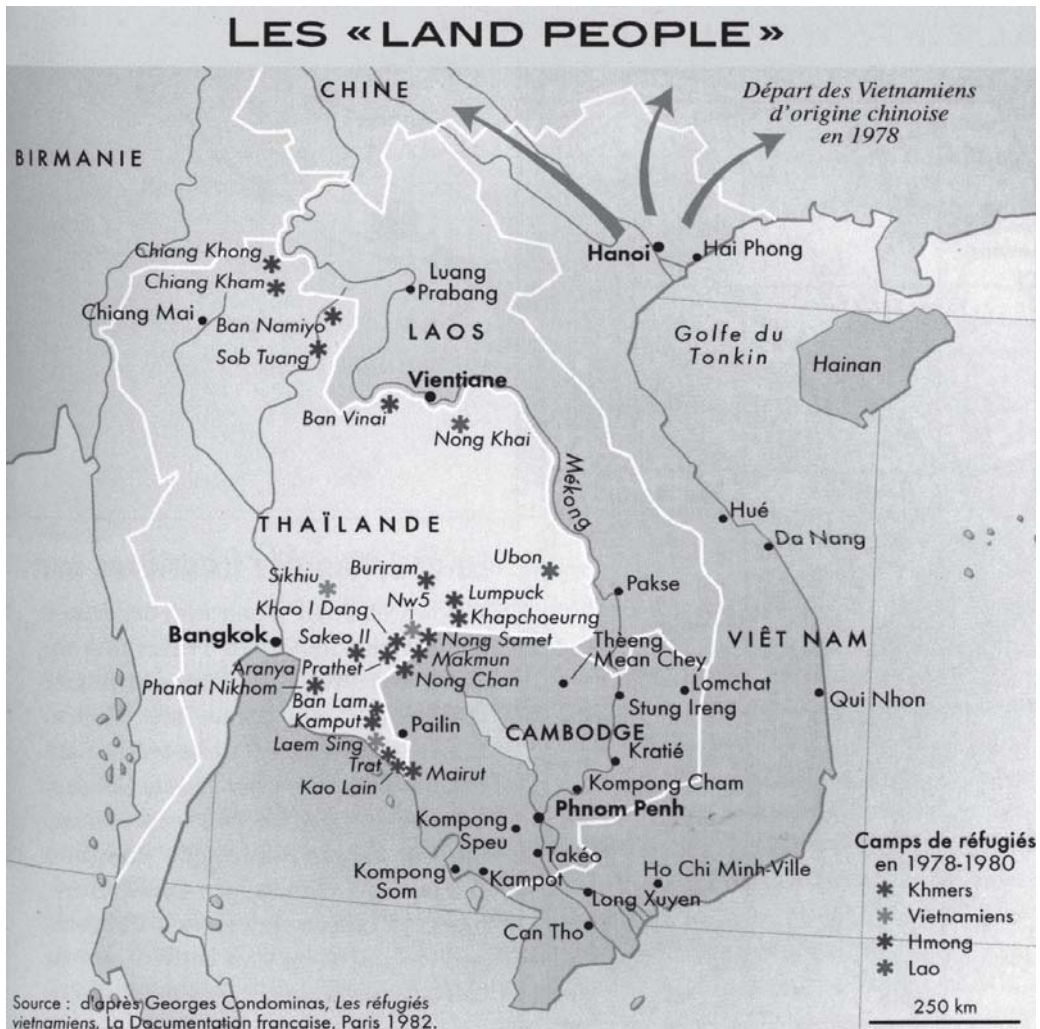 LES «LAND PEOPLE»
CHINE
Départ des Vietnamiens
d'origine chinoise
en 1978
BIRMANIE
Hanoi
Hai Phong
Chiang Khong
Chiang Kham
Luang
Prabang
Chiang Mai
Ban Namiyo
Sob Tuang
LAOS
Golfe du
Tonkin
Hainan
Vientiane
Ban Vinai
Nong Khai
Mékong
THAÏLANDE
Hué
Da Nang
Ubon
Buriram
Sikhiu
Lumpuck
Pakse
Khao I Dang
Nw5
Khapchoeurng
Bangkok
Sakeo II
Nong Samet
Thèeng
Mean Chey
VIÊT NAM
Aranya Prathet
Makmun
Nong Chan
Phanat Nikhom
Lomchat
Stung Ireng
Qui Nhon
Ban Lam
Kamput
Pailin
CAMBODGE
Laem Sing
Trat
Kao Lain
Mairut
Kratié
Kompong Cham
Phnom Penh
Kompong
Speu
Takéo
Kompong
Som
Kampot
Ho Chi Minh-Ville
Long Xuyen
Can Tho
Camps de réfugiés
en 1978-1980
Khmers
Vietnamiens
Hmong
Lao
250 km
Source : d'après Georges Condominas, Les réfugiés
vietnamiens, La Documentation française, Paris 1982.